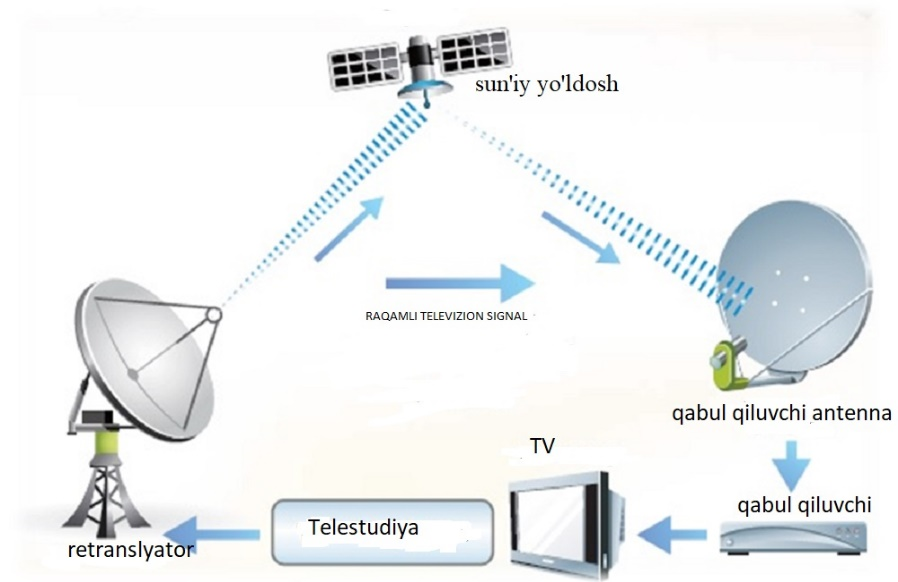 sun'iy yo'ldosh
RAQAMLI TELEVIZION SIGNAL
qabul qiluvchi antenna
TV
qabul qiluvchi
Telestudiya
retranslyator